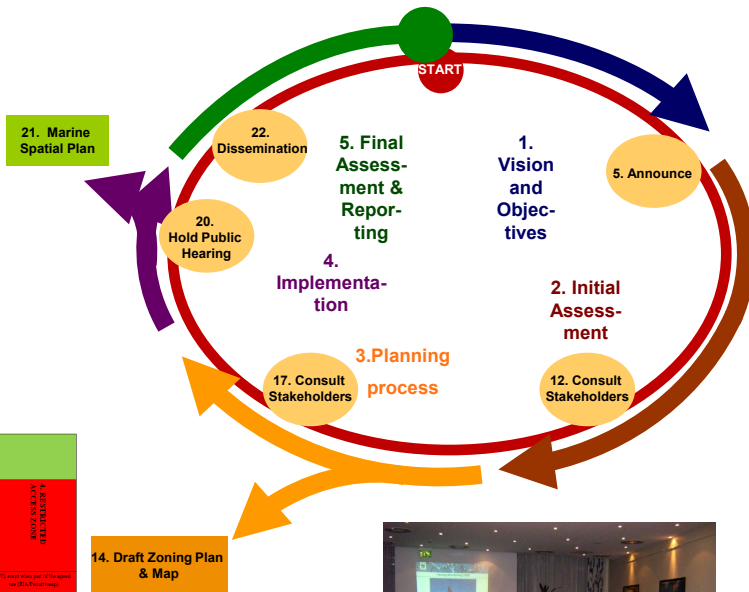 START
21. Marine
Spatial Plan
22.
Dissemination
5. Final
Assess-
ment &
Repor-
ting
1.
Vision
and
Objec-
tives
5. Announce
20.
Hold Public
Hearing
4.
Implementa-
tion
2. Initial
Assess-
ment
3.Planning
process
17. Consult
Stakeholders
12. Consult
Stakeholders
4. RESTRICTED
ACCESS ZONE
14. Draft Zoning Plan
& Map